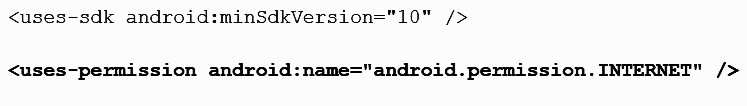 <uses-sdk android:minSdkVersion="10" />
<uses-permission android:name="android.permission.INTERNET" />